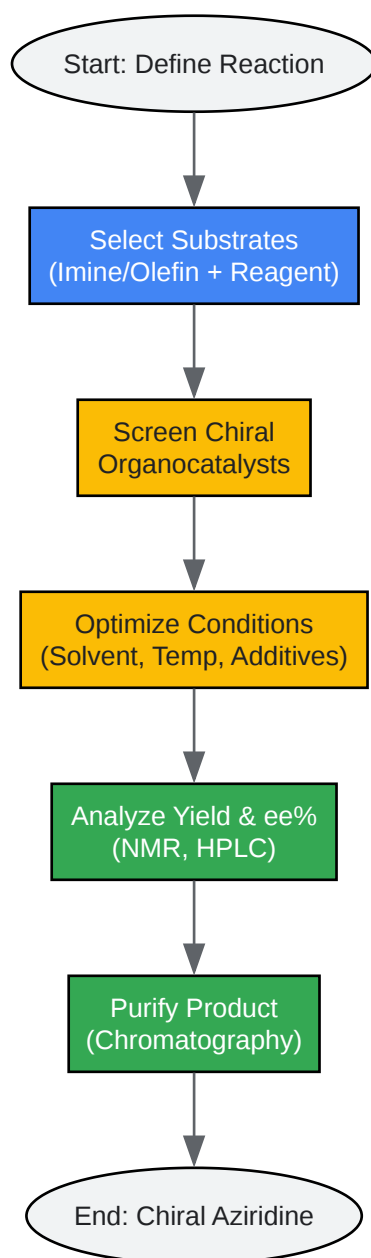 Start: Define Reaction
Select Substrates
(Imine/Olefin + Reagent)
Screen Chiral
Organocatalysts
Optimize Conditions
(Solvent, Temp, Additives)
Analyze Yield & ee%
(NMR, HPLC)
Purify Product
(Chromatography)
End: Chiral Aziridine